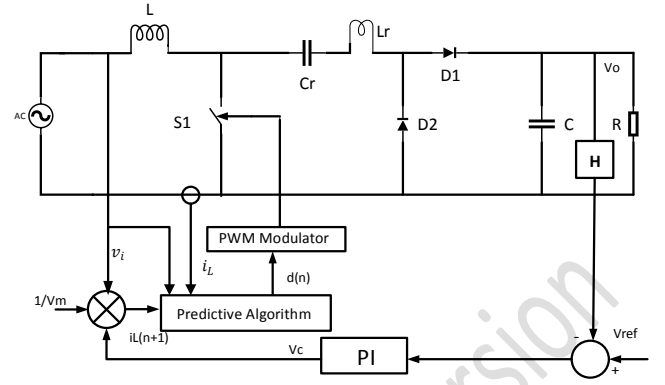 L
Lr
Cr
D1
Vo
AC
S1
D2
C
R
H
PWM Modulator
vi
iL
d(n)
1/Vm
Predictive Algorithm
iL(n+1)
Vc
PI
-
Vref
+
rsion